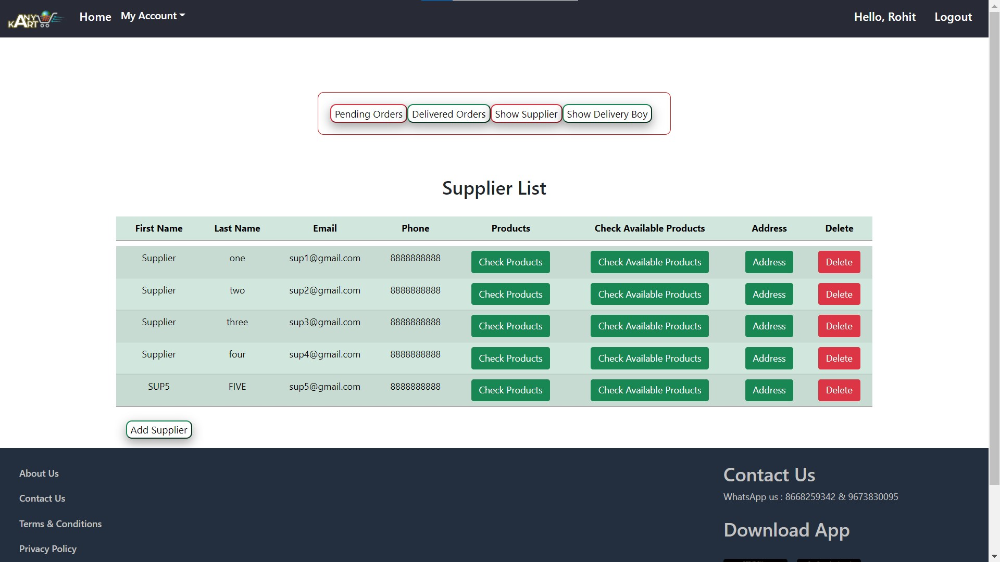 ANY KART Home My Account Hello, Rohit Logout
Pending Orders Delivered Orders Show Supplier Show Delivery Boy
Supplier List
First Name Last Name Email Phone Products Check Available Products Address Delete
Supplier one sup1@gmail.com 8888888888 Check Products Check Available Products Address Delete
Supplier two sup2@gmail.com 8888888888 Check Products Check Available Products Address Delete
Supplier three sup3@gmail.com 8888888888 Check Products Check Available Products Address Delete
Supplier four sup4@gmail.com 8888888888 Check Products Check Available Products Address Delete
SUP5 FIVE sup5@gmail.com 8888888888 Check Products Check Available Products Address Delete
Add Supplier
About Us
Contact Us
Terms & Conditions
Privacy Policy
Contact Us
WhatsApp us : 8668259342 & 9673830095
Download App